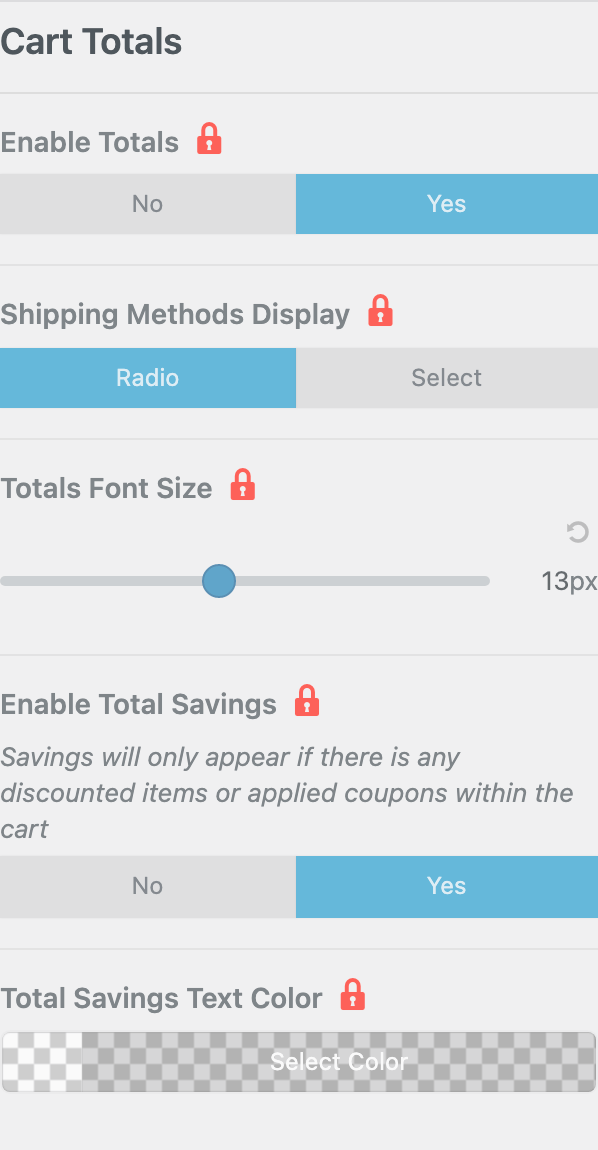 Cart Totals
Enable Totals
No Yes
Shipping Methods Display
Radio Select
Totals Font Size
13px
Enable Total Savings
Savings will only appear if there is any
discounted items or applied coupons within the
cart
No Yes
Total Savings Text Color
Select Color